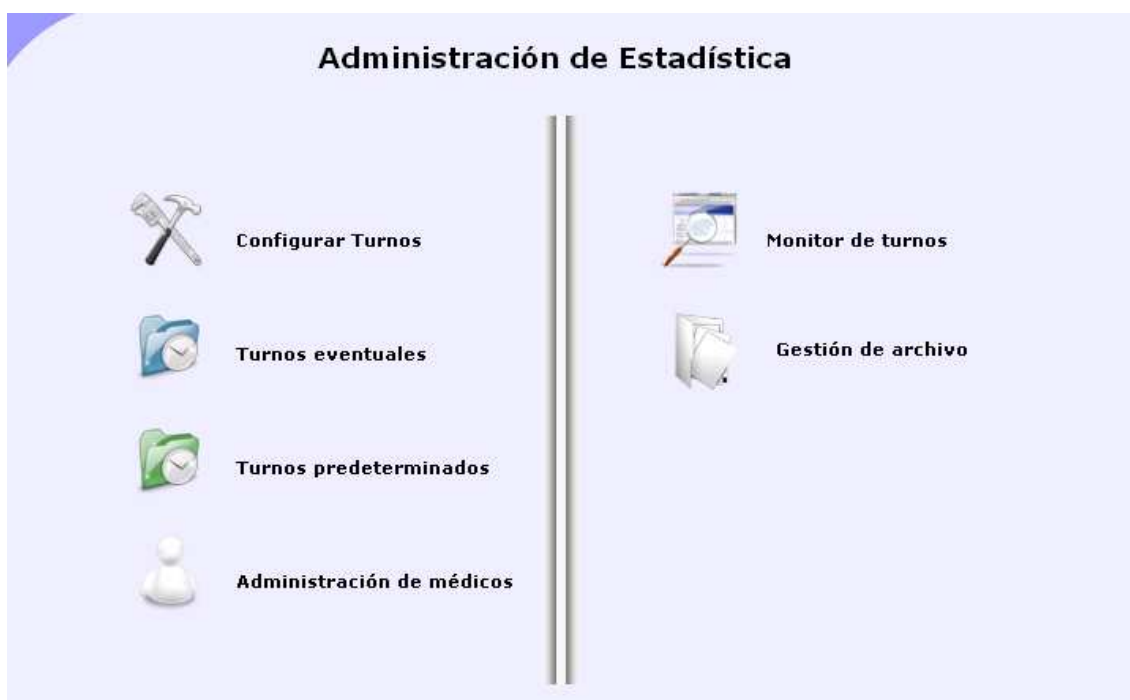 Administración de Estadística
Configurar Turnos
Turnos eventuales
Turnos predeterminados
Administración de médicos
Monitor de turnos
Gestión de archivo